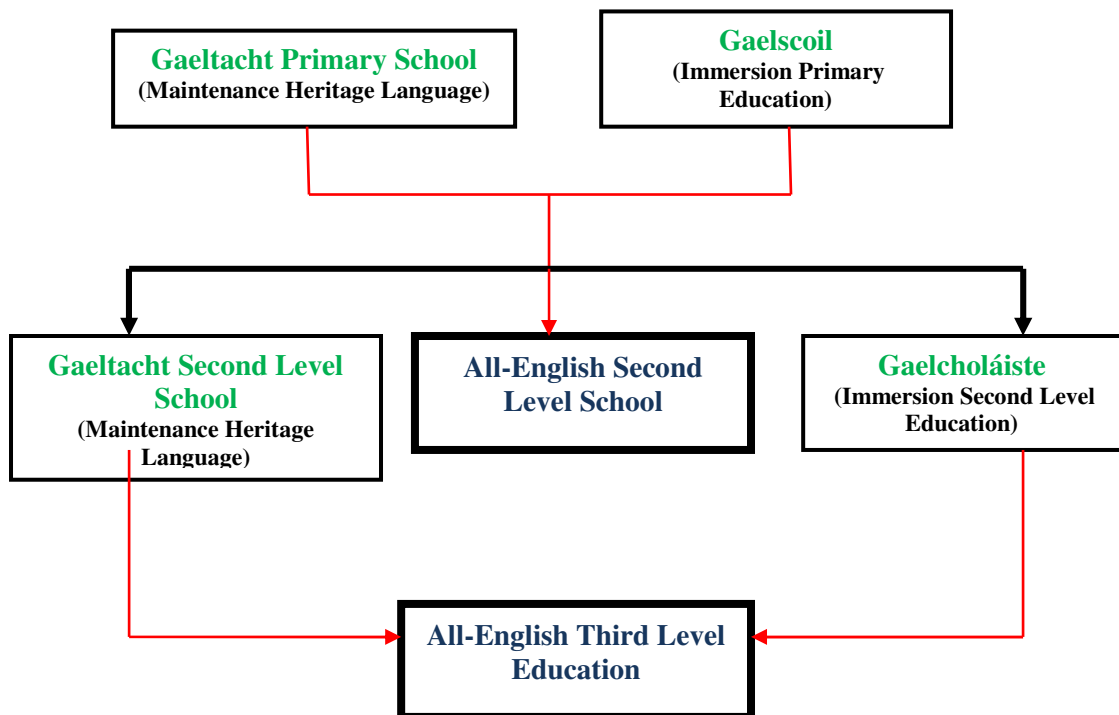 Gaeltacht Primary School
(Maintenance Heritage Language)
Gaelscoil
(Immersion Primary
Education)
Gaeltacht Second Level
School
(Maintenance Heritage
Language)
All-English Second
Level School
Gaelcholáiste
(Immersion Second Level
Education)
All-English Third Level
Education